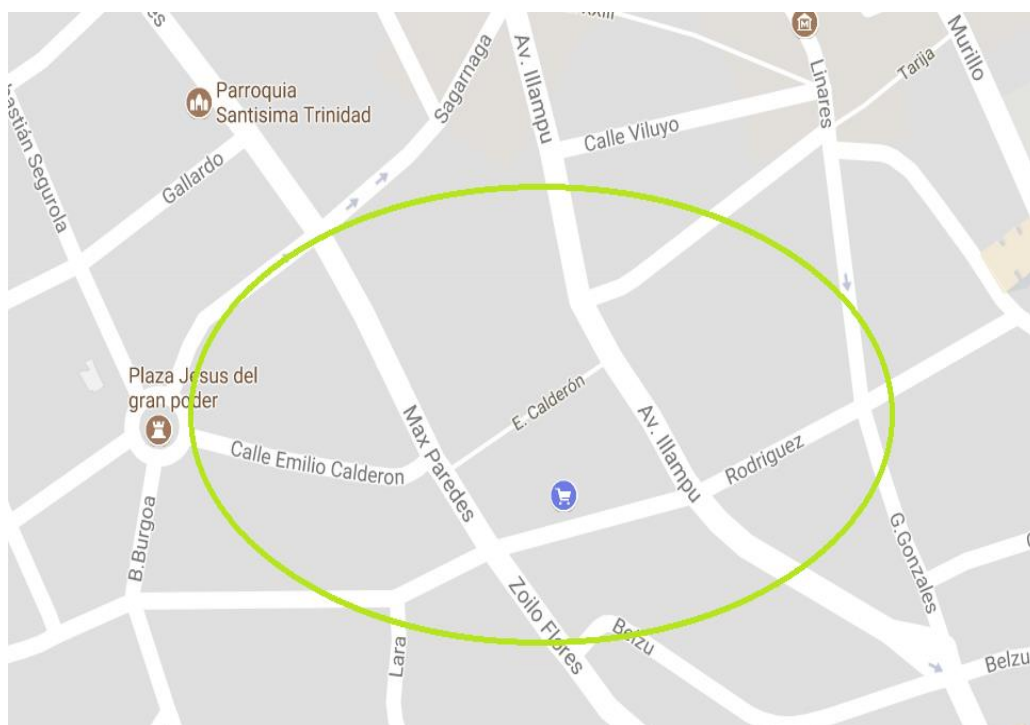 Av. Illampu
Linares
Murillo
Tarija
Sagarnaga
Parroquia
Santisima Trinidad
Calle Viluyo
Gallardo
Sebastián Segurola
Plaza Jesus del
gran poder
E. Calderón
Max Paredes
Av. Illampu
Calle Emilio Calderon
Rodriguez
B.Burgoa
G.Gonzales
Zoilo Flores
Belzu
Lara
Belzu